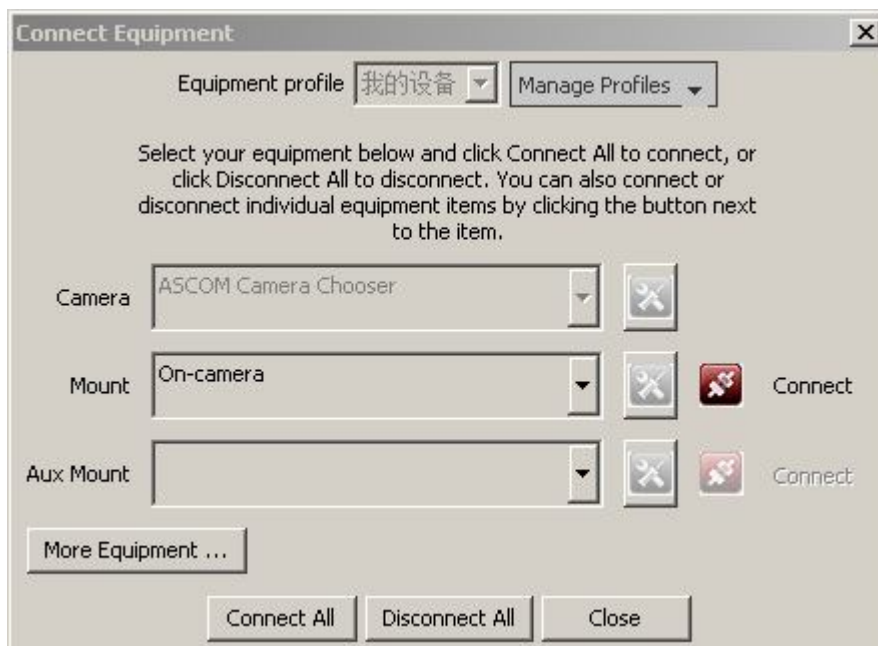 Connect Equipment
Equipment profile 我的设备 Manage Profiles
Select your equipment below and click Connect All to connect, or
click Disconnect All to disconnect. You can also connect or
disconnect individual equipment items by clicking the button next
to the item.
Camera ASCOM Camera Chooser
Mount On-camera Connect
Aux Mount Connect
More Equipment ...
Connect All Disconnect All Close